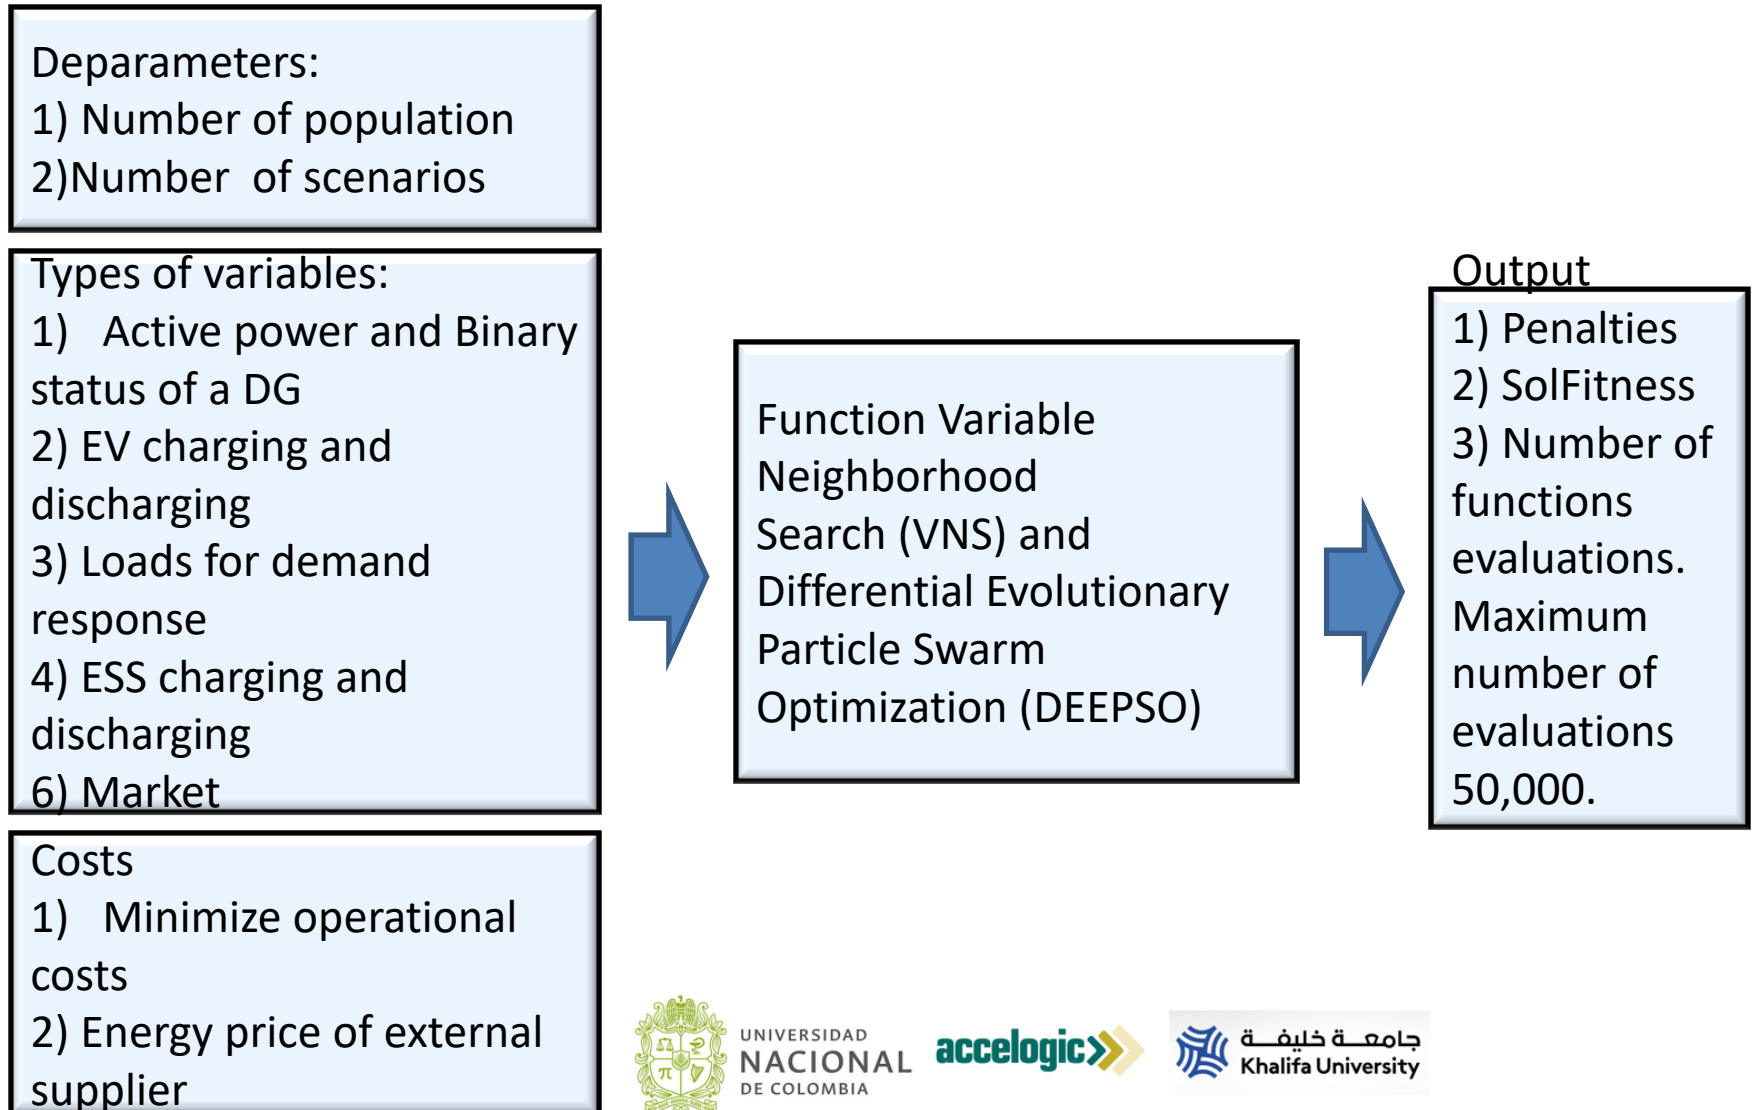 Deparameters:
1) Number of population
2)Number  of scenarios
Types of variables:
1)   Active power and Binary
status of a DG
2) EV charging and
discharging
3) Loads for demand
response
4) ESS charging and
discharging
6) Market
Costs
1)   Minimize operational
costs
2) Energy price of external
supplier
Function Variable
Neighborhood
Search (VNS) and
Differential Evolutionary
Particle Swarm
Optimization (DEEPSO)
Output
1) Penalties
2) SolFitness
3) Number of
functions
evaluations.
Maximum
number of
evaluations
50,000.
UNIVERSIDAD
NACIONAL
DE COLOMBIA
accelogic
جامعة خليفة
Khalifa University